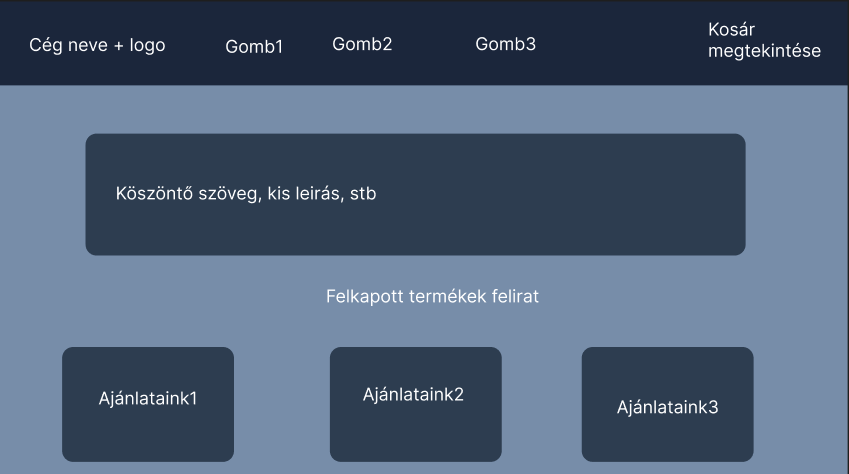 Cég neve + logo
Gomb1
Gomb2
Gomb3
Kosár
megtekintése
Köszöntő szöveg, kis leirás, stb
Felkapott termékek felirat
Ajánlataink1
Ajánlataink2
Ajánlataink3